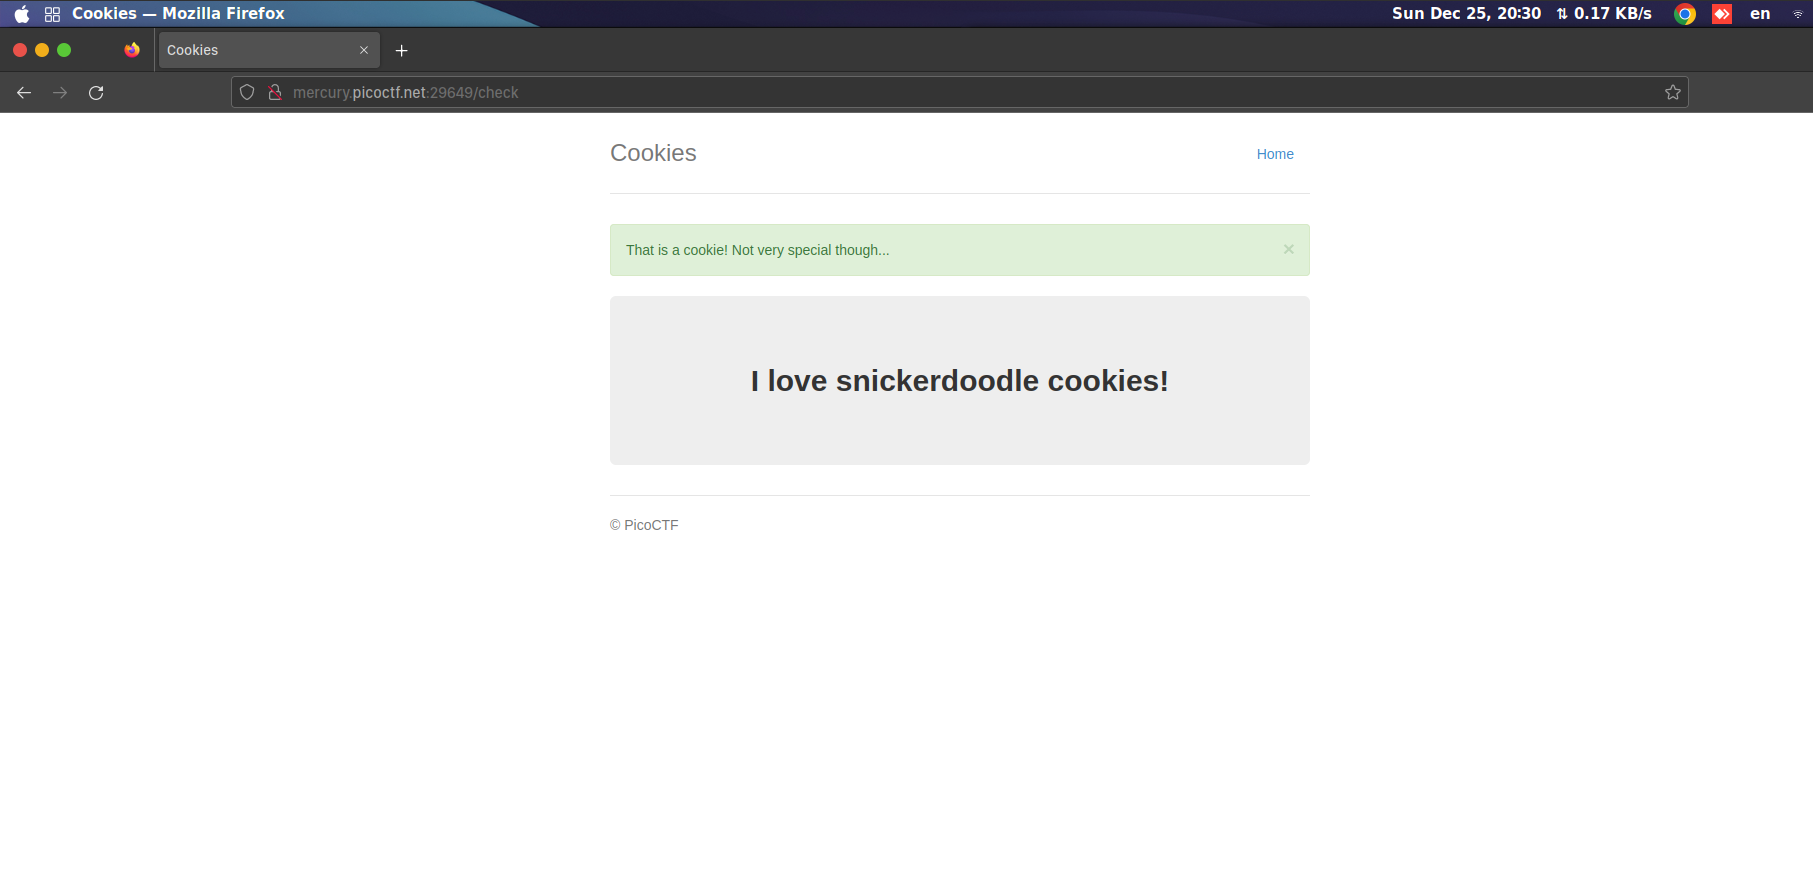 Cookies — Mozilla Firefox
Sun Dec 25, 20:30 ⇅ 0.17 KB/s en
Cookies
mercury.picoctf.net:29649/check
Cookies Home
That is a cookie! Not very special though... ×
I love snickerdoodle cookies!
© PicoCTF